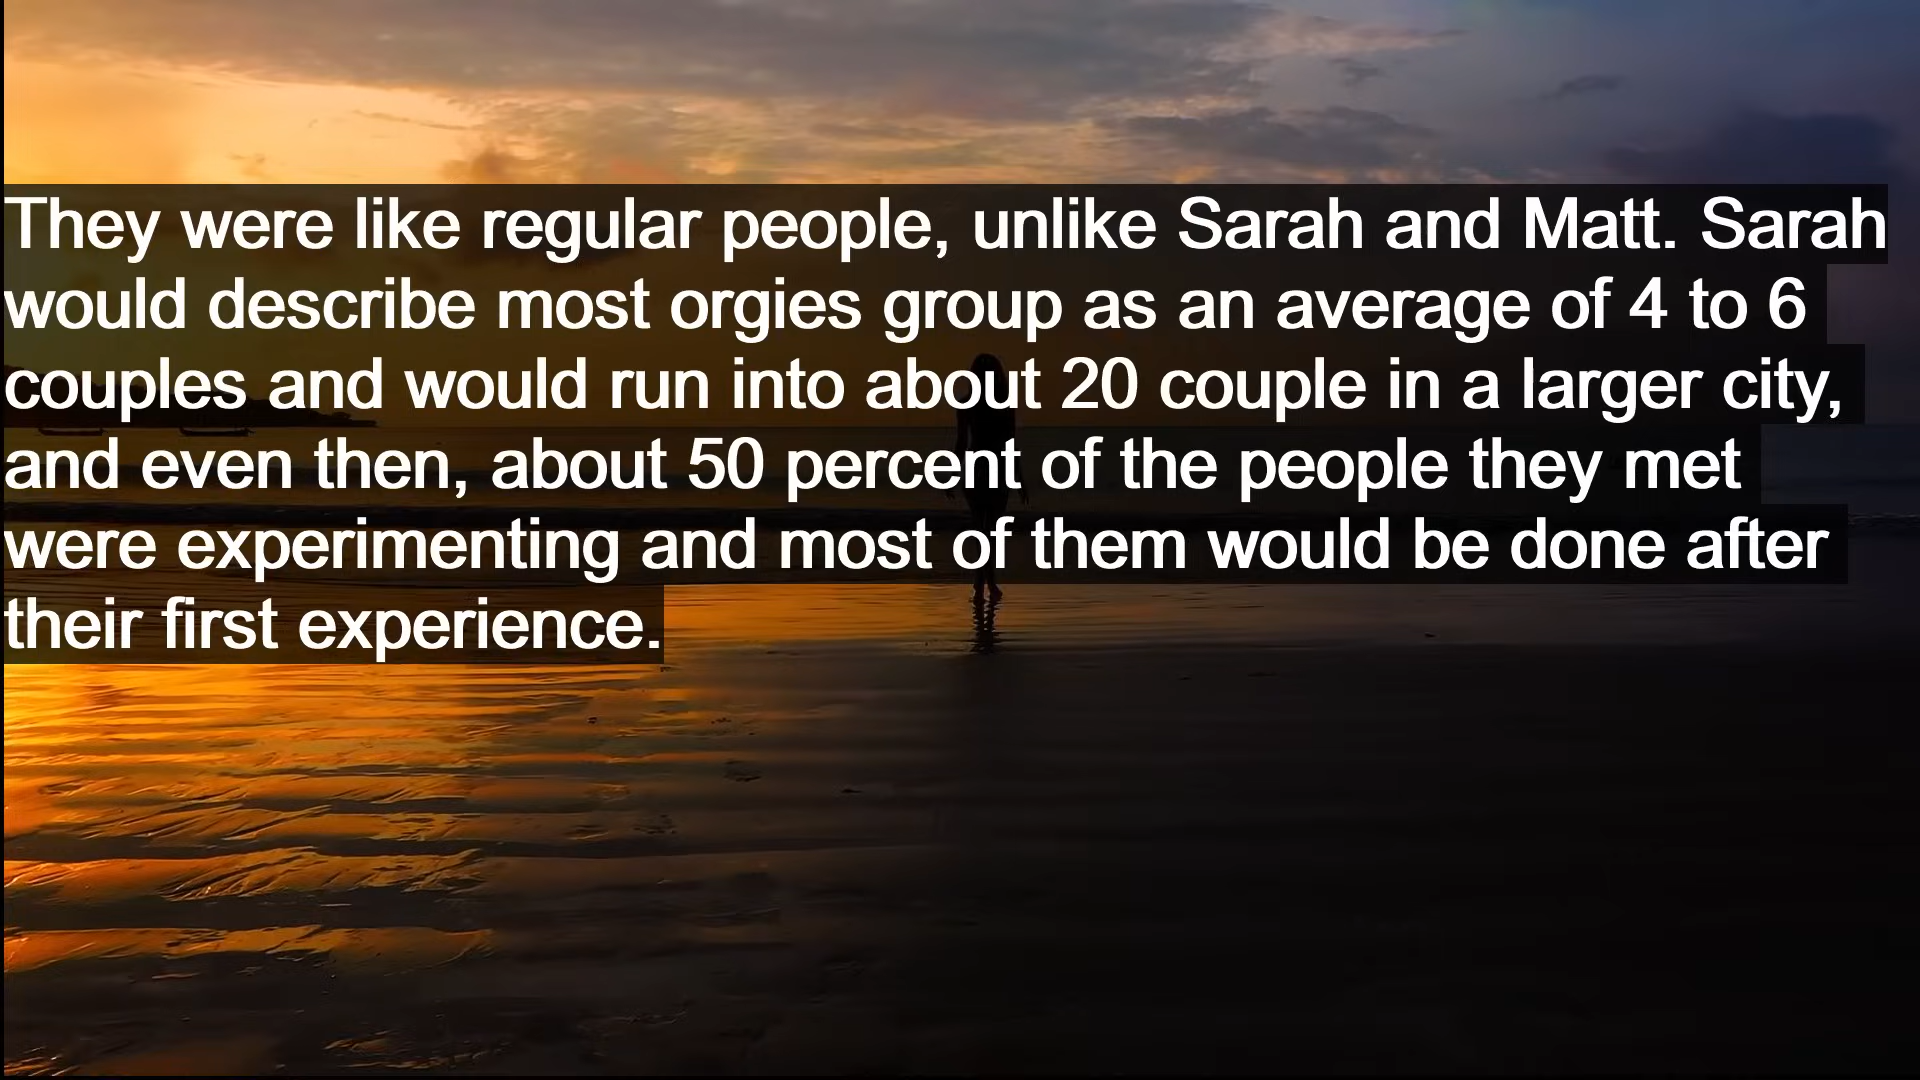 They were like regular people, unlike Sarah and Matt. Sarah
would describe most orgies group as an average of 4 to 6
couples and would run into about 20 couple in a larger city,
and even then, about 50 percent of the people they met
were experimenting and most of them would be done after
their first experience.